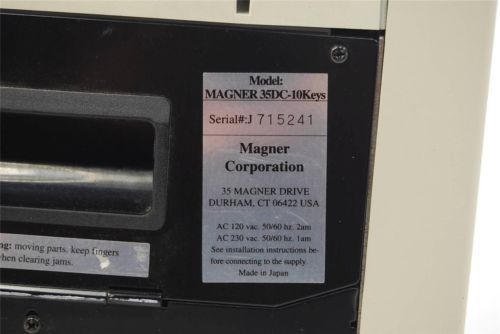 Model:
MAGNER 35DC-10Keys
Serial#:J 715241
Magner
Corporation
35 MAGNER DRIVE
DURHAM, CT 06422 USA
AC 120 vac. 50/60 hz. 2am
AC 230 vac. 50/60 hz. 1am
See installation instructions be-
fore connecting to the supply.
Made in Japan
moving parts, keep fingers
when clearing jams.